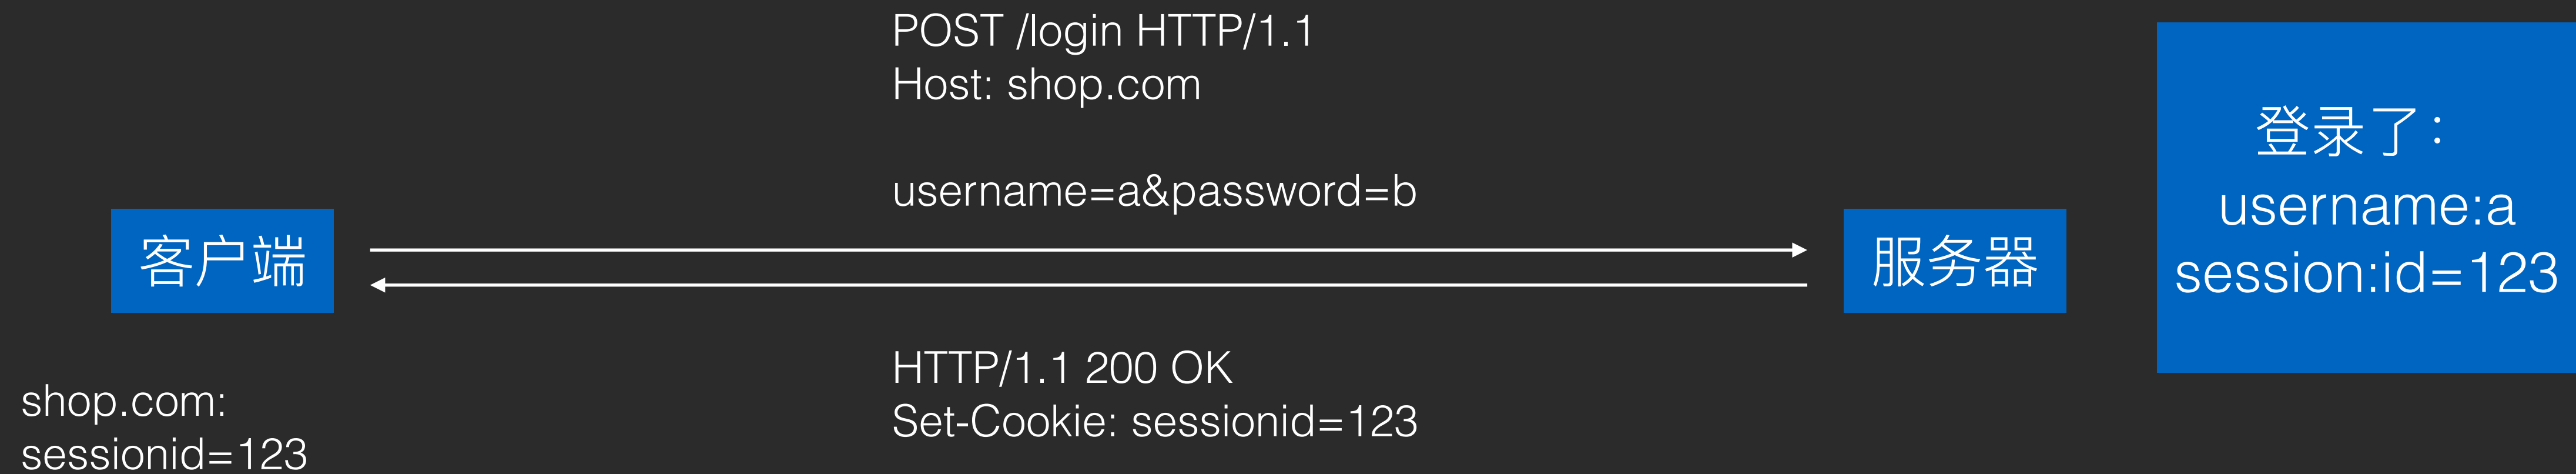 POST /login HTTP/1.1
Host: shop.com
username=a&password=b
客户端
服务器
登录了：
username:a
session:id=123
HTTP/1.1 200 OK
Set-Cookie: sessionid=123
shop.com:
sessionid=123